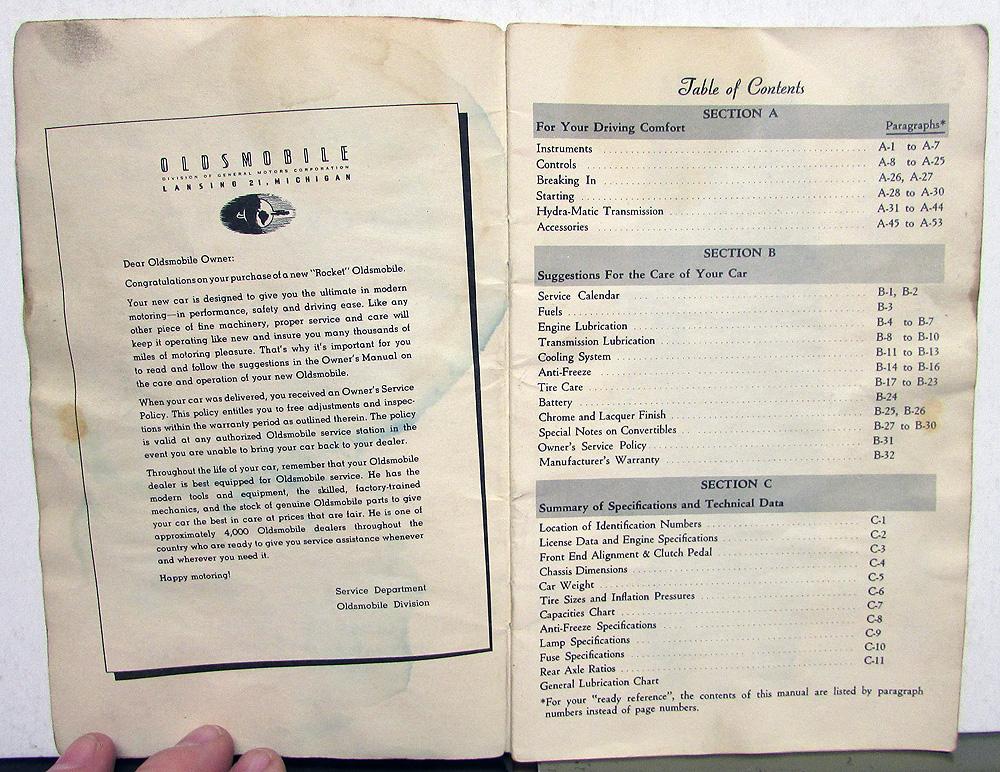 OLDSMOBILE
DIVISION OF GENERAL MOTORS CORPORATION
LANSING 21, MICHIGAN
Dear Oldsmobile Owner:
Congratulations on your purchase of a new "Rocket" Oldsmobile.
Your new car is designed to give you the ultimate in modern
motoring—in performance, safety and driving ease. Like any
other piece of fine machinery, proper service and care will
keep it operating like new and insure you many thousands of
miles of motoring pleasure. That's why it's important for you
to read and follow the suggestions in the Owner's Manual on
the care and operation of your new Oldsmobile.
When your car was delivered, you received an Owner's Service
Policy. This policy entitles you to free adjustments and inspec-
tions within the warranty period as outlined therein. The policy
is valid at any authorized Oldsmobile service station in the
event you are unable to bring your car back to your dealer.
Throughout the life of your car, remember that your Oldsmobile
dealer is best equipped for Oldsmobile service. He has the
modern tools and equipment, the skilled, factory-trained
mechanics, and the stock of genuine Oldsmobile parts to give
your car the best in care at prices that are fair. He is one of
approximately 4,000 Oldsmobile dealers throughout the
country who are ready to give you service assistance whenever
and wherever you need it.
Happy motoring!
Service Department
Oldsmobile Division
Table of Contents
SECTION A
For Your Driving Comfort Paragraphs*
Instruments A-1 to A-7
Controls A-8 to A-25
Breaking In A-26, A-27
Starting A-28 to A-30
Hydra-Matic Transmission A-31 to A-44
Accessories A-45 to A-53
SECTION B
Suggestions For the Care of Your Car
Service Calendar B-1, B-2
Fuels B-3
Engine Lubrication B-4 to B-7
Transmission Lubrication B-8 to B-10
Cooling System B-11 to B-13
Anti-Freeze B-14 to B-16
Tire Care B-17 to B-23
Battery B-24
Chrome and Lacquer Finish B-25, B-26
Special Notes on Convertibles B-27 to B-30
Owner's Service Policy B-31
Manufacturer's Warranty B-32
SECTION C
Summary of Specifications and Technical Data
Location of Identification Numbers C-1
License Data and Engine Specifications C-2
Front End Alignment & Clutch Pedal C-3
Chassis Dimensions C-4
Car Weight C-5
Tire Sizes and Inflation Pressures C-6
Capacities Chart C-7
Anti-Freeze Specifications C-8
Lamp Specifications C-9
Fuse Specifications C-10
Rear Axle Ratios C-11
General Lubrication Chart
*For your "ready reference", the contents of this manual are listed by paragraph
numbers instead of page numbers.